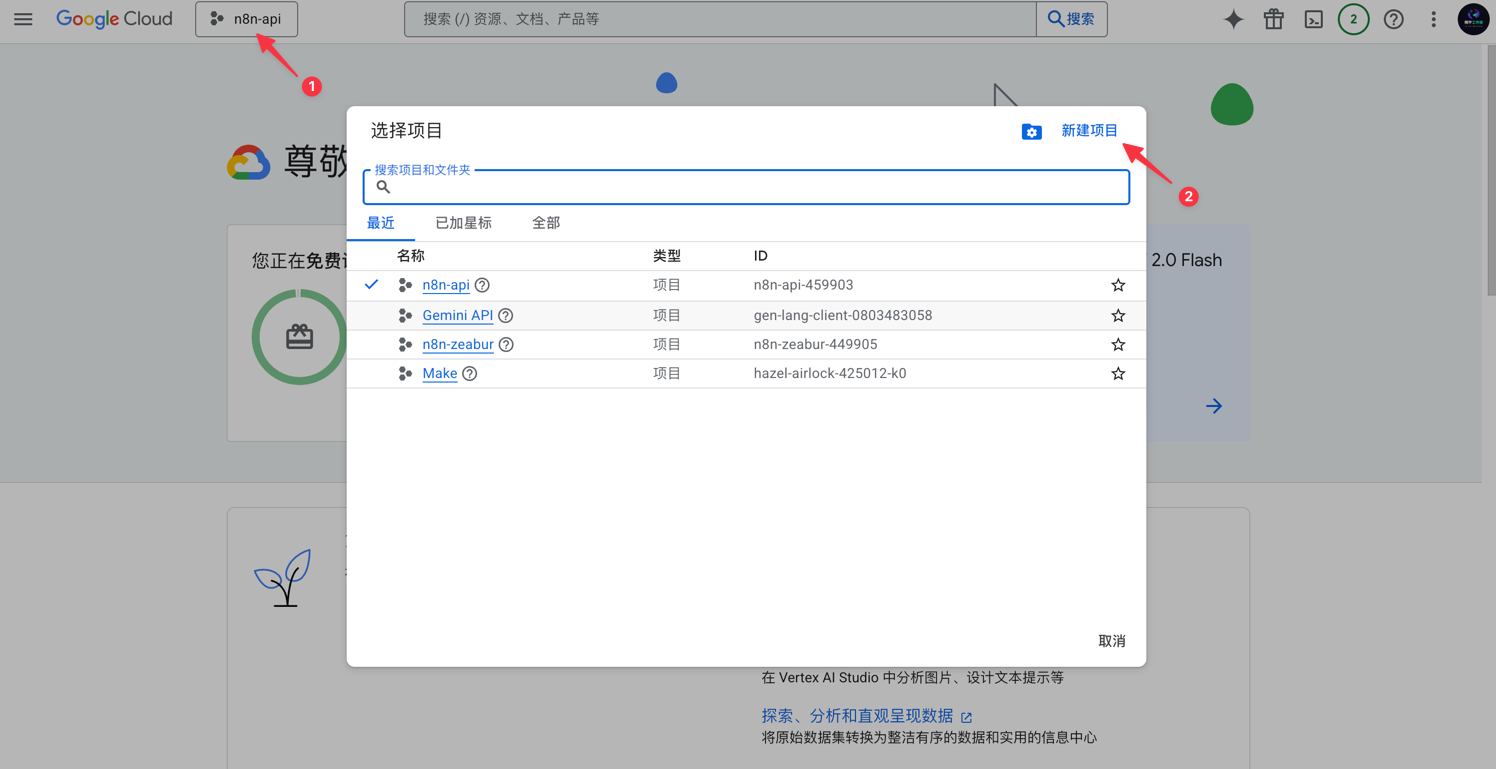 Google Cloud
n8n-api
搜索 (/) 资源、文档、产品等
搜索
2
1
选择项目
新建项目
2
尊敬
搜索项目和文件夹
最近
已加星标
全部
您正在免费
2.0 Flash
名称
类型
ID
n8n-api
项目
n8n-api-459903
Gemini API
项目
gen-lang-client-0803483058
n8n-zeabur
项目
n8n-zeabur-449905
Make
项目
hazel-airlock-425012-k0
取消
在 Vertex AI Studio 中分析图片、设计文本提示等
探索、分析和直观呈现数据
将原始数据集转换为整洁有序的数据和实用的信息中心